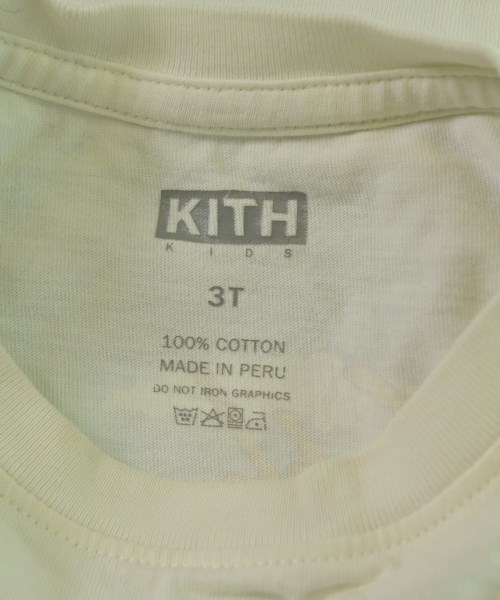 KITH
KIDS
3T
100% COTTON
MADE IN PERU
DO NOT IRON GRAPHICS